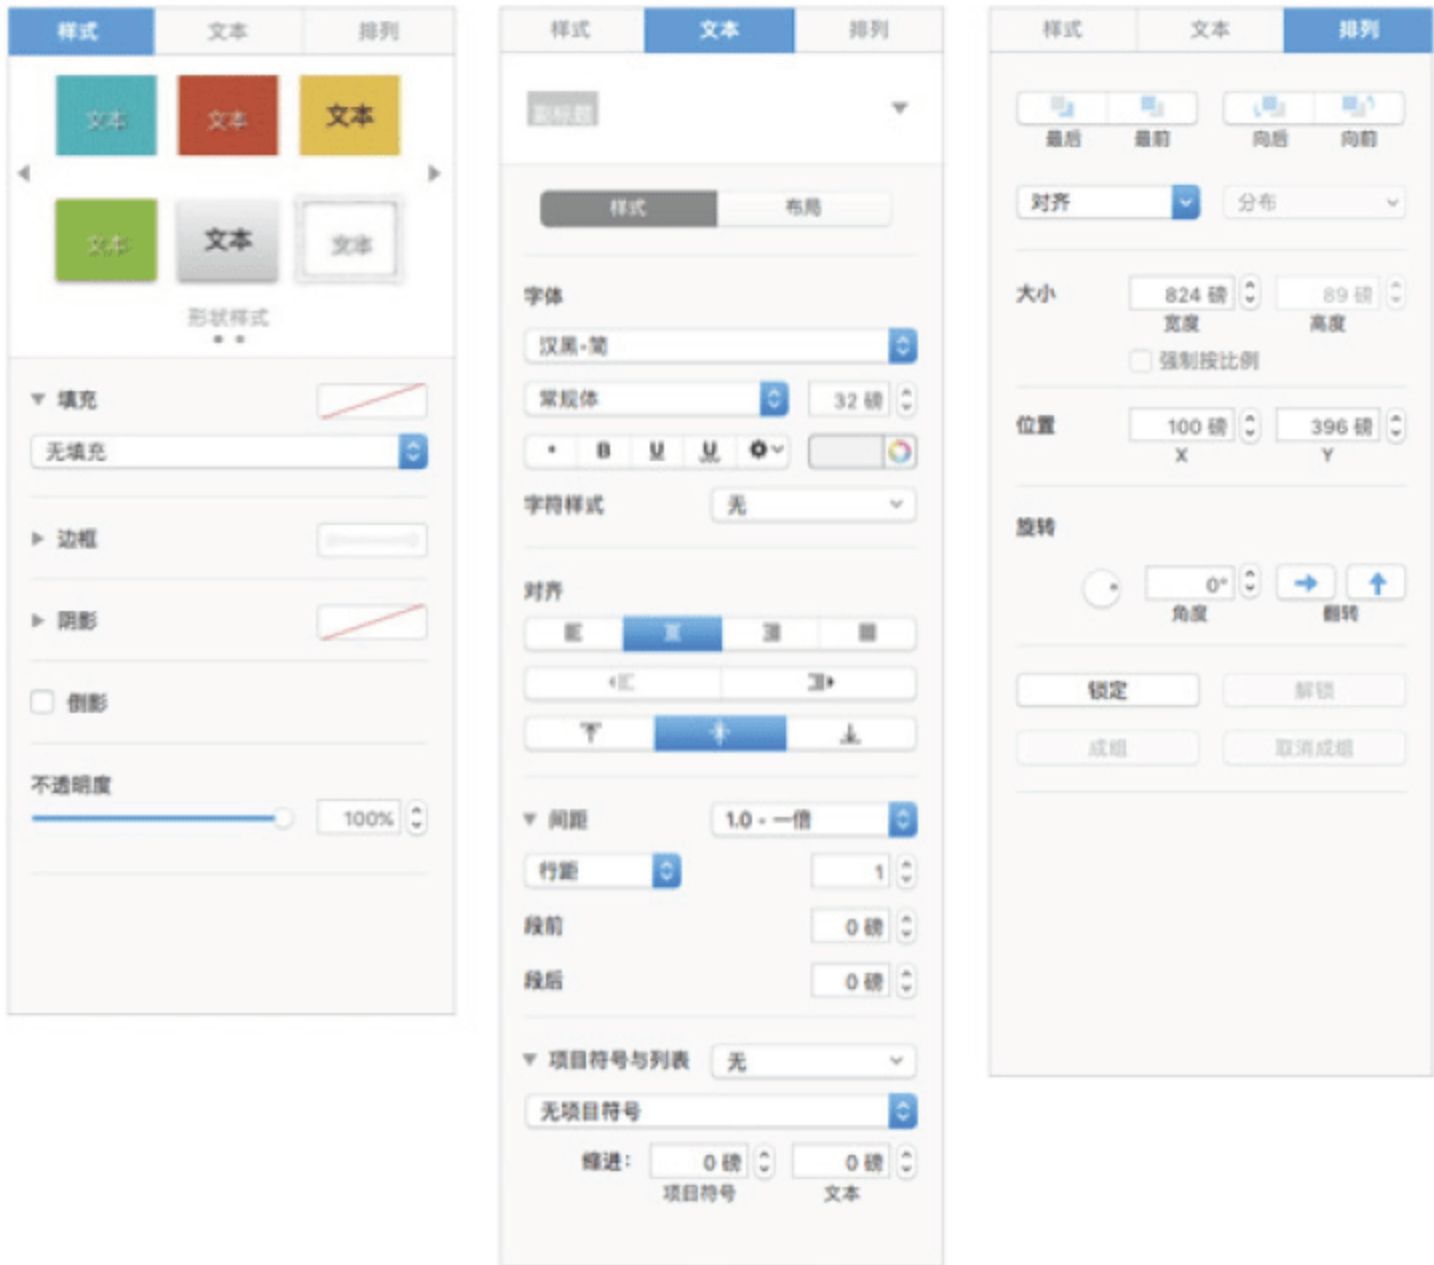 样式 文本 排列
文本 文本 文本
文本 文本 文本
形状样式
填充
无填充
边框
阴影
倒影
不透明度
100%
样式 文本 排列
副标题
样式 布局
字体
汉黑-简
常规体 32 磅
B U U
字符样式 无
对齐
间距 1.0 - 一倍
行距 1
段前 0 磅
段后 0 磅
项目符号与列表 无
无项目符号
缩进: 0 磅 0 磅
项目符号 文本
样式 文本 排列
最后 最前 向后 向前
对齐 分布
大小 824 磅 89 磅
宽度 高度
强制按比例
位置 100 磅 396 磅
X Y
旋转
0°
角度 翻转
锁定 解锁
成组 取消成组